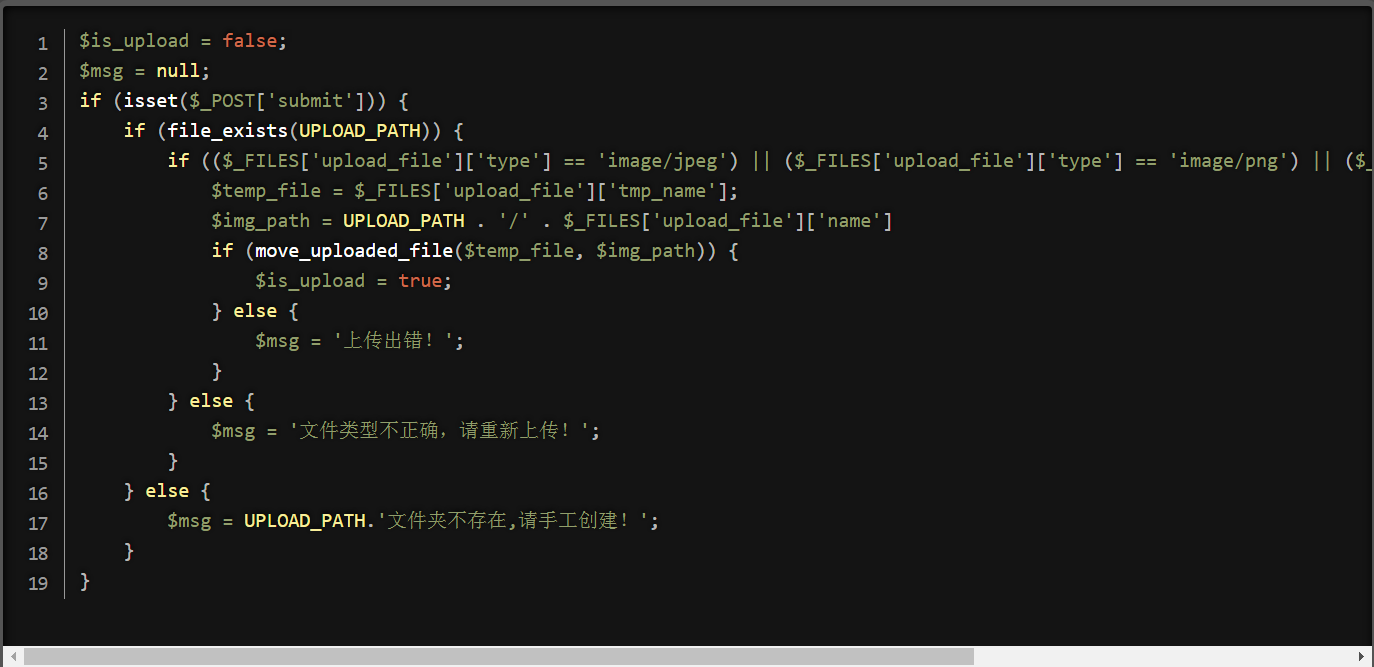 1 $is_upload = false;
2 $msg = null;
3 if (isset($_POST['submit'])) {
4     if (file_exists(UPLOAD_PATH)) {
5         if (($_FILES['upload_file']['type'] == 'image/jpeg') || ($_FILES['upload_file']['type'] == 'image/png') || ($_
6             $temp_file = $_FILES['upload_file']['tmp_name'];
7             $img_path = UPLOAD_PATH . '/' . $_FILES['upload_file']['name']
8             if (move_uploaded_file($temp_file, $img_path)) {
9                 $is_upload = true;
10             } else {
11                 $msg = '上传出错！';
12             }
13         } else {
14             $msg = '文件类型不正确，请重新上传！';
15         }
16     } else {
17         $msg = UPLOAD_PATH.'文件夹不存在,请手工创建！';
18     }
19 }